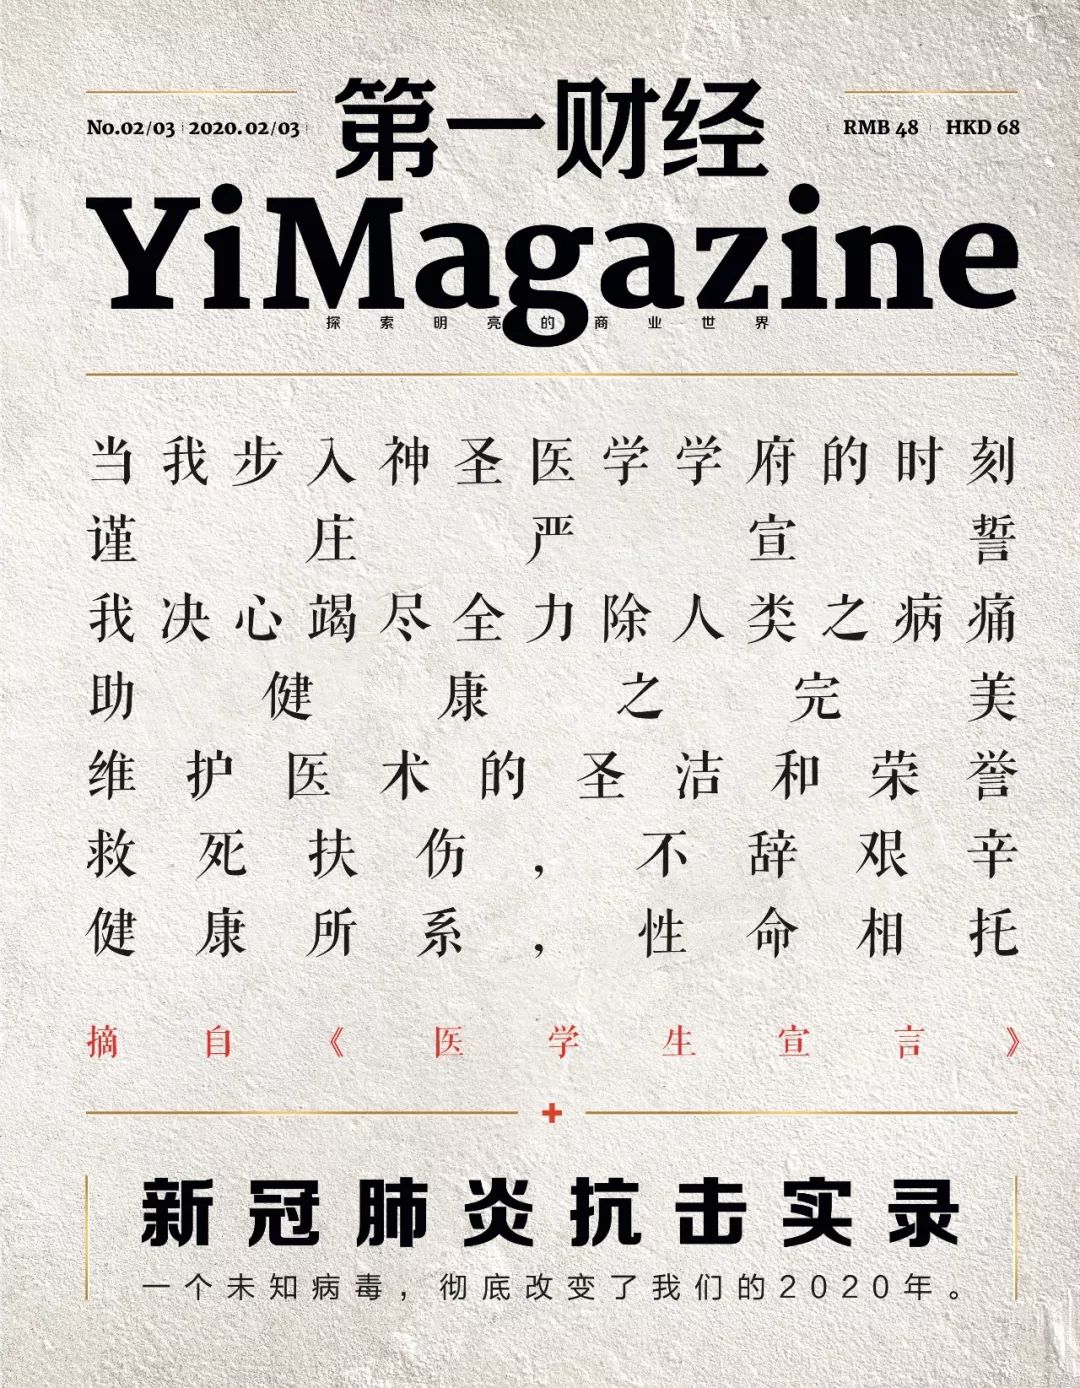 第一财经
No.02/03 2020.02/03
RMB 48 HKD 68
YiMagazine
探索明亮的商业世界
当我步入神圣医学学府的时刻
谨庄严宣誓
我决心竭尽全力除人类之病痛
助健康之完美
维护医术的圣洁和荣誉
救死扶伤，不辞艰辛
健康所系，性命相托
摘自《医学生宣言》
新冠肺炎抗击实录
一个未知病毒，彻底改变了我们的2020年。